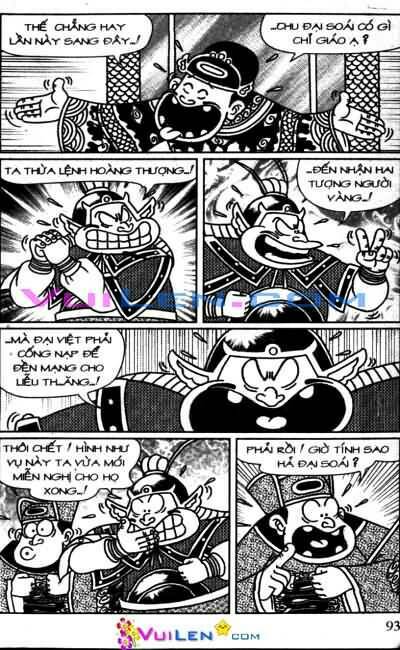 THẾ CHẲNG HAY
LẦN NÀY SANG ĐÂY...!
...CHU ĐẠI SOÁI CÓ GÌ
CHỈ GIÁO Ạ?
TA THỪA LỆNH HOÀNG THƯỢNG...!
...ĐẾN NHẬN HAI
TƯỢNG NGƯỜI
VÀNG...!
VuiLen.com
...MÀ ĐẠI VIỆT PHẢI
CỐNG NẠP ĐỂ
ĐỀN MẠNG CHO
LIỄU THĂNG...!
THÔI CHẾT! HÌNH NHƯ
VỤ NÀY TA VỪA MỚI
MIỄN NGHỊ CHO HỌ
XONG...!
PHẢI RỒI! GIỜ TÍNH SAO
HẢ ĐẠI SOÁI?
93
VuiLen.com